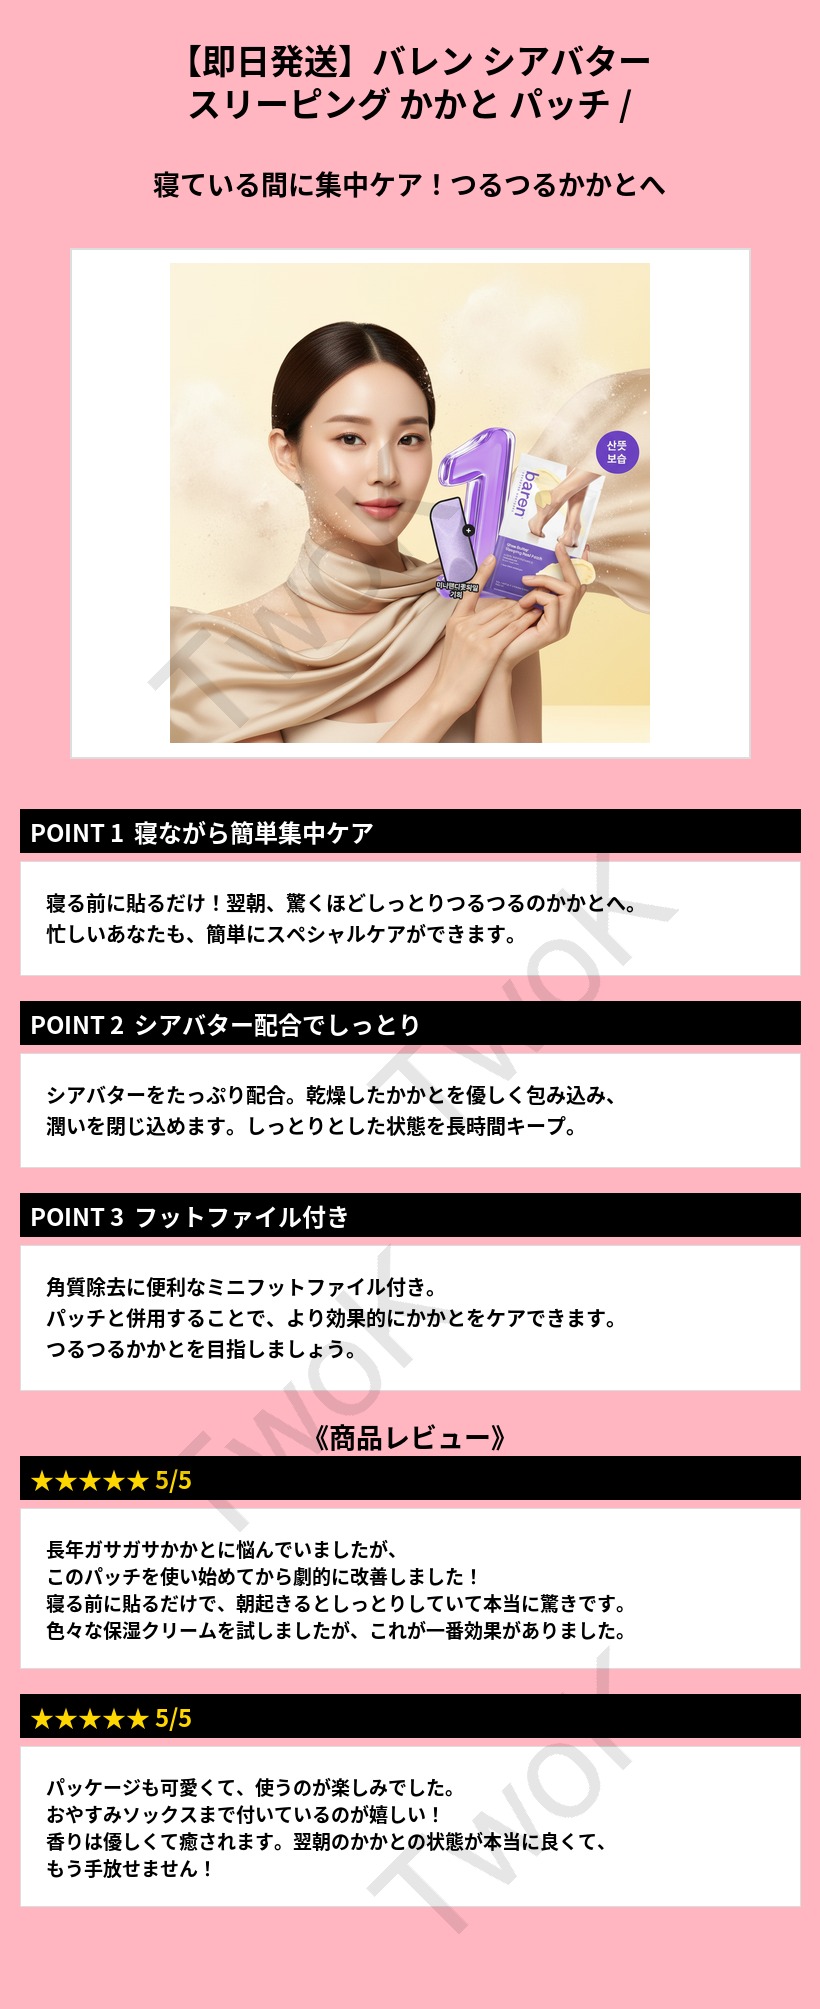 【即日発送】バレン シアバター
スリーピング かかと パッチ /
寝ている間に集中ケア！つるつるかかとへ
산뜻
보습
baren
미니핸디풋파일
기획
TwoK
POINT 1 寝ながら簡単集中ケア
寝る前に貼るだけ！翌朝、驚くほどしっとりつるつるのかかとへ。
忙しいあなたも、簡単にスペシャルケアができます。
TwoK
POINT 2 シアバター配合でしっとり
シアバターをたっぷり配合。乾燥したかかとを優しく包み込み、
潤いを閉じ込めます。しっとりとした状態を長時間キープ。
POINT 3 フットファイル付き
角質除去に便利なミニフットファイル付き。
パッチと併用することで、より効果的にかかとをケアできます。
つるつるかかとを目指しましょう。
TwoK
《商品レビュー》
★★★★★ 5/5
長年ガサガサかかとに悩んでいましたが、
このパッチを使い始めてから劇的に改善しました！
寝る前に貼るだけで、朝起きるとしっとりしていて本当に驚きです。
色々な保湿クリームを試しましたが、これが一番効果がありました。
★★★★★ 5/5
パッケージも可愛くて、使うのが楽しみでした。
おやすみソックスまで付いているのが嬉しい！
香りは優しくて癒されます。翌朝のかかとの状態が本当に良くて、
もう手放せません！
TwoK